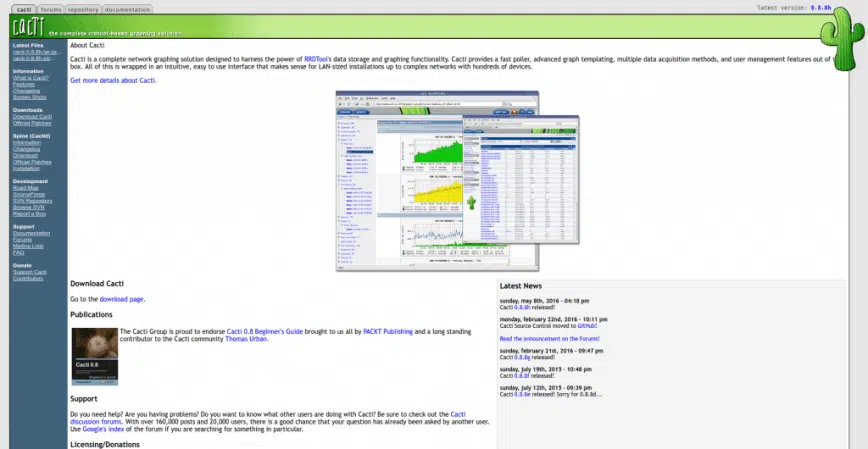 cacti forums repository documentation
latest version: 0.8.8h
cacti the complete rrdtool-based graphing solution
Latest Files
cacti-0.8.8h.tar.gz...
cacti-0.8.8h.zip...
Information
What is Cacti?
Features
Changelog
Screen Shots
Downloads
Download Cacti
Official Patches
Spine (Cactid)
Information
Changelog
Download
Official Patches
Installation
Development
Road Map
SourcePanel
SVN Repository
Browse SVN
Report a Bug
Support
Documentation
Forums
Mailing Lists
FAQ
Donate
Support Cacti
Contributors
About Cacti
Cacti is a complete network graphing solution designed to harness the power of RRDTool's data storage and graphing functionality. Cacti provides a fast poller, advanced graph templating, multiple data acquisition methods, and user management features out of
box. All of this is wrapped in an intuitive, easy to use interface that makes sense for LAN-sized installations up to complex networks with hundreds of devices.
Get more details about Cacti.
Download Cacti
Go to the download page.
Publications
The Cacti Group is proud to endorse Cacti 0.8 Beginner's Guide brought to us all by PACKT Publishing and a long standing
contributor to the Cacti community Thomas Urban.
Cacti 0.8
Support
Do you need help? Are you having problems? Do you want to know what other users are doing with Cacti? Be sure to check out the Cacti
discussion forums. With over 160,000 posts and 20,000 users, there is a good chance that your question has already been asked by another user.
Use Google's index of the forum if you are searching for something in particular.
Licensing/Donations
Latest News
sunday, may 8th, 2016 - 04:18 pm
Cacti 0.8.8h released!
monday, february 22nd, 2016 - 10:11 pm
Cacti Source Control moved to GitHub!
Read the announcement on the Forums!
sunday, february 21st, 2016 - 09:47 pm
Cacti 0.8.8g released!
sunday, july 19th, 2015 - 10:48 pm
Cacti 0.8.8f released!
sunday, july 12th, 2015 - 09:39 pm
Cacti 0.8.8e released! Sorry for 0.8.8d...